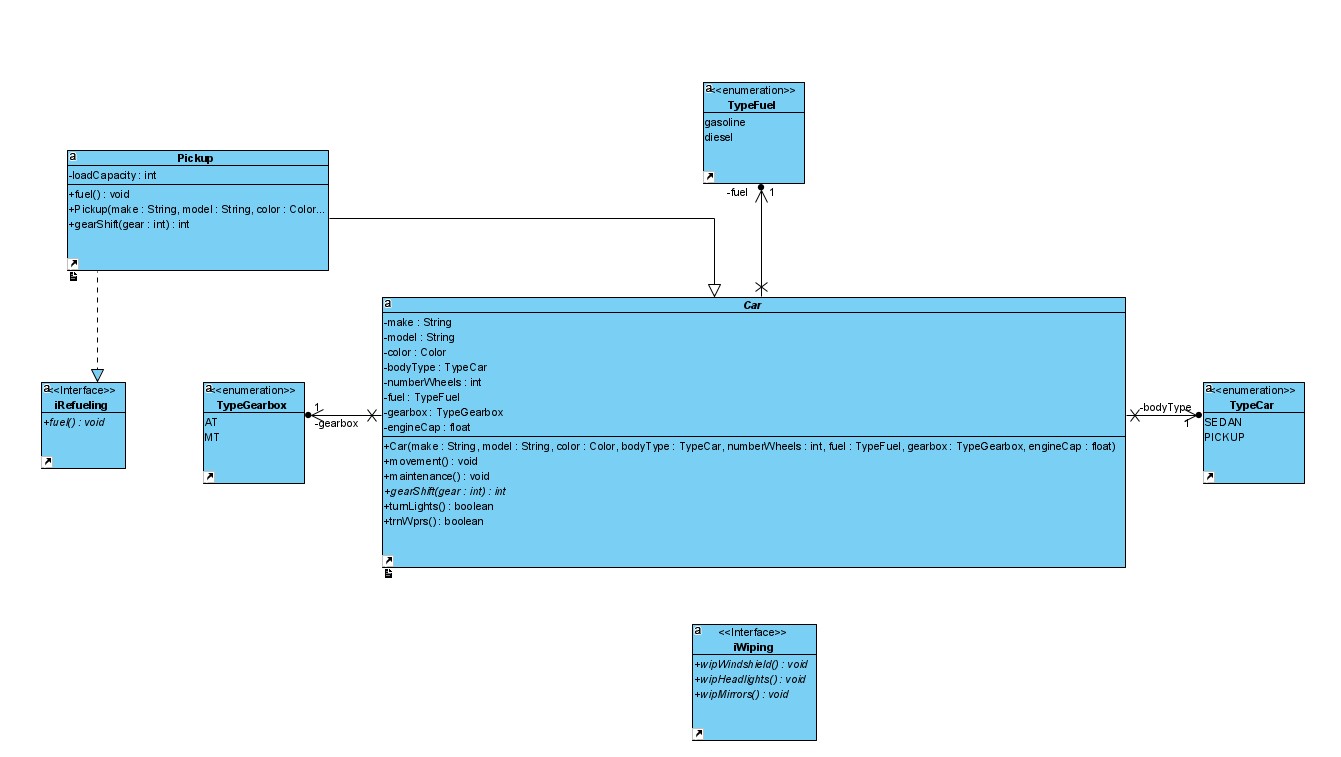 <<enumeration>>
TypeFuel
gasoline
diesel
-fuel
1
a
Pickup
-loadCapacity : int
+fuel() : void
+Pickup(make : String, model : String, color : Color...
+gearShift(gear : int) : int
a
<<Interface>>
iRefueling
+fuel() : void
a
<<enumeration>>
TypeGearbox
AT
MT
a
1
-gearbox
a
Car
-make : String
-model : String
-color : Color
-bodyType : TypeCar
-numberWheels : int
-fuel : TypeFuel
-gearbox : TypeGearbox
-engineCap : float
+Car(make : String, model : String, color : Color, bodyType : TypeCar, numberWheels : int, fuel : TypeFuel, gearbox : TypeGearbox, engineCap : float)
+movement() : void
+maintenance() : void
+gearShift(gear : int) : int
+turnLights() : boolean
+trnWprs() : boolean
-bodyType
1
a
<<enumeration>>
TypeCar
SEDAN
PICKUP
a
<<Interface>>
iWiping
+wipWindshield() : void
+wipHeadlights() : void
+wipMirrors() : void
a